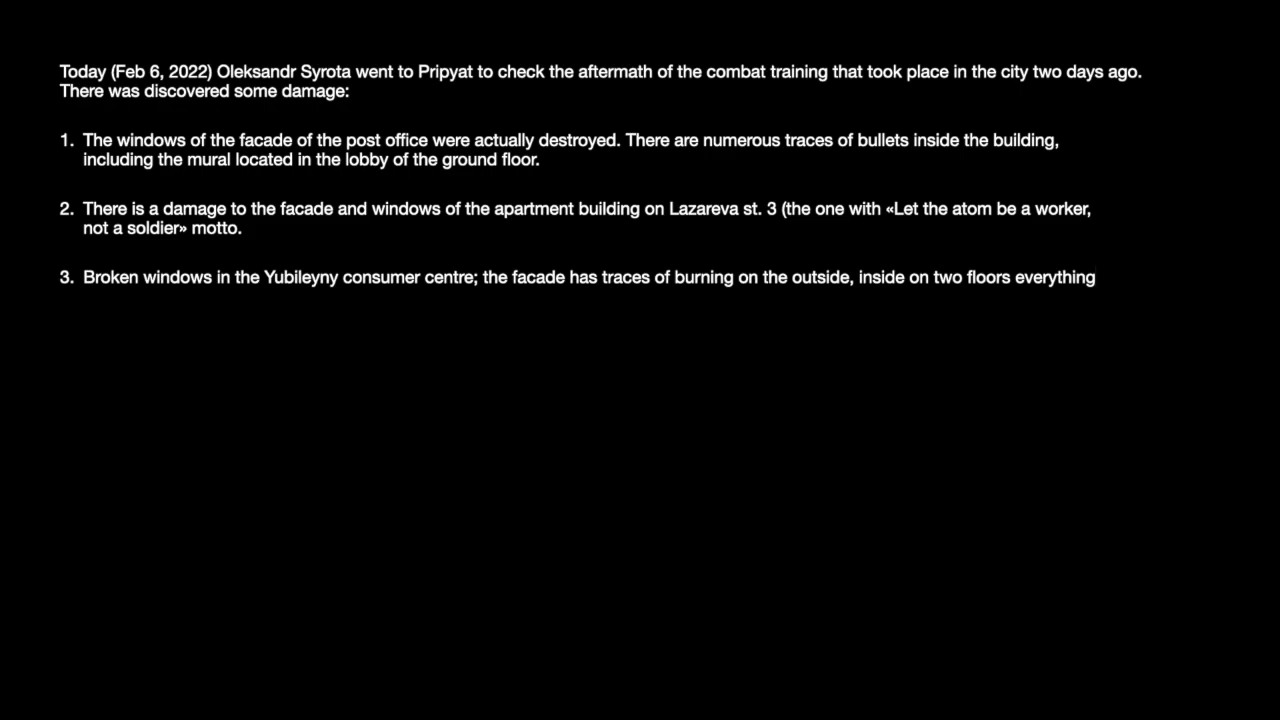 Today (Feb 6, 2022) Oleksandr Syrota went to Pripyat to check the aftermath of the combat training that took place in the city two days ago.
There was discovered some damage:
1. The windows of the facade of the post office were actually destroyed. There are numerous traces of bullets inside the building,
including the mural located in the lobby of the ground floor.
2. There is a damage to the facade and windows of the apartment building on Lazareva st. 3 (the one with «Let the atom be a worker,
not a soldier» motto.
3. Broken windows in the Yubileyny consumer centre; the facade has traces of burning on the outside, inside on two floors everything